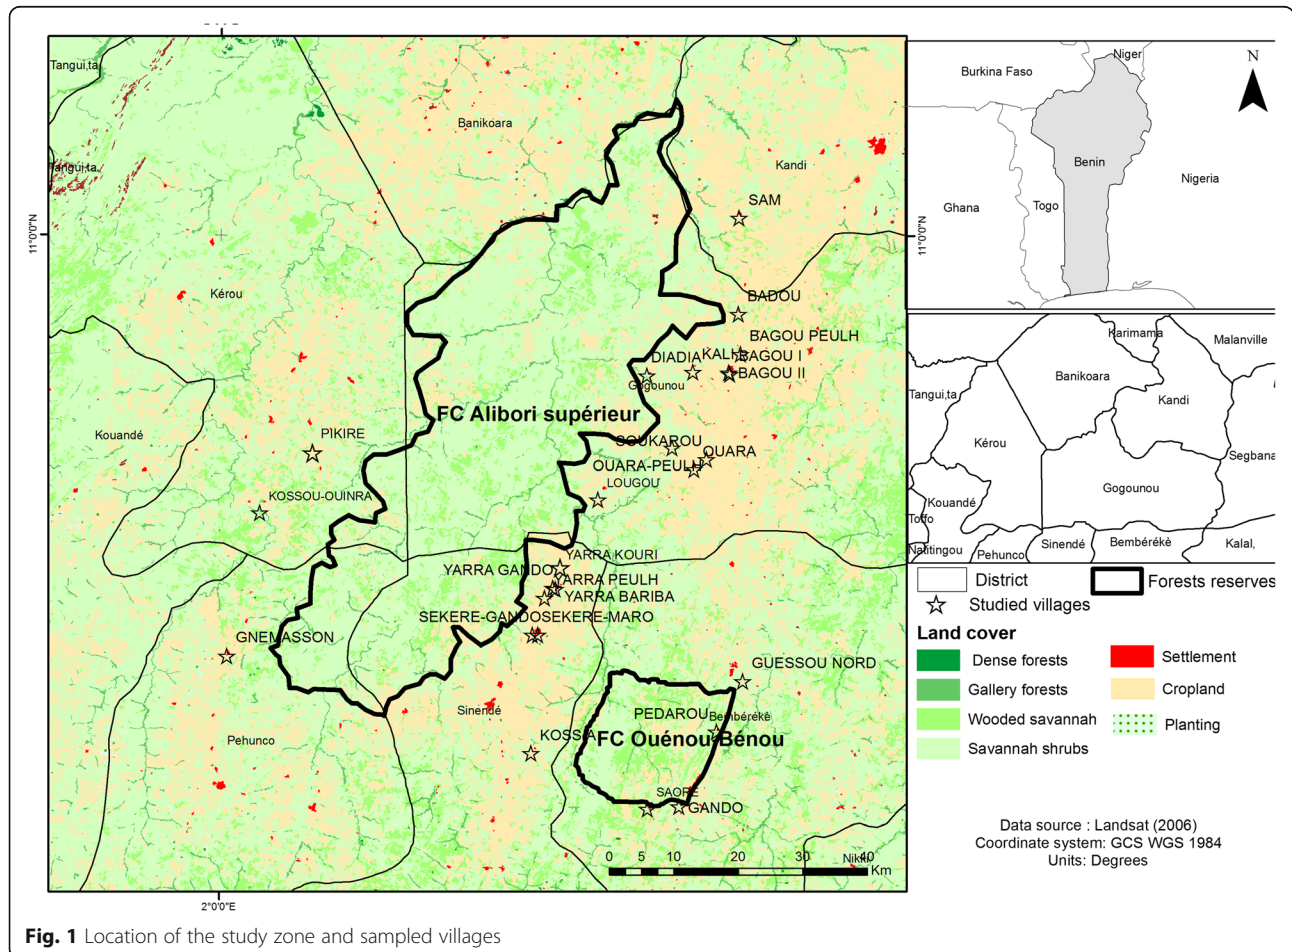 Tangui,ta
Banikoara
Tangui,ta
Kandi
SAM
11°0'0"N
11°0'0"N
Kérou
BADOU
BAGOU PEULH
DIADIA
KALI
BAGOU I
BAGOU II
Gogounou
FC Alibori supérieur
Kouandé
PIKIRE
SOUKAROU
OUARA
OUARA-PEULH
LOUGOU
KOSSOU-OUINRA
YARRA KOURI
YARRA GANDO
YARRA PEULH
YARRA BARIBA
SEKERE-GANDO
SEKERE-MARO
GNEMASSON
GUESSOU NORD
Sinendé
PEDAROU
Bembérékè
Pehunco
KOSSIA
FC Ouénou-Bénou
SAORE
GANDO
Nikki
0 5 10 20 30 40
Km
2°0'0"E
Niger
Burkina Faso
N
Benin
Nigeria
Ghana
Togo
Karimama
Malanville
Banikoara
Tangui,ta
Kandi
Kérou
Segbana
Gogounou
Kouandé
Toffo
Natitingou
Pehunco
Sinendé
Bembérékè
Kalal,
District
Forests reserves
Studied villages
Land cover
Dense forests
Settlement
Gallery forests
Cropland
Wooded savannah
Planting
Savannah shrubs
Data source : Landsat (2006)
Coordinate system: GCS WGS 1984
Units: Degrees
Fig. 1 Location of the study zone and sampled villages